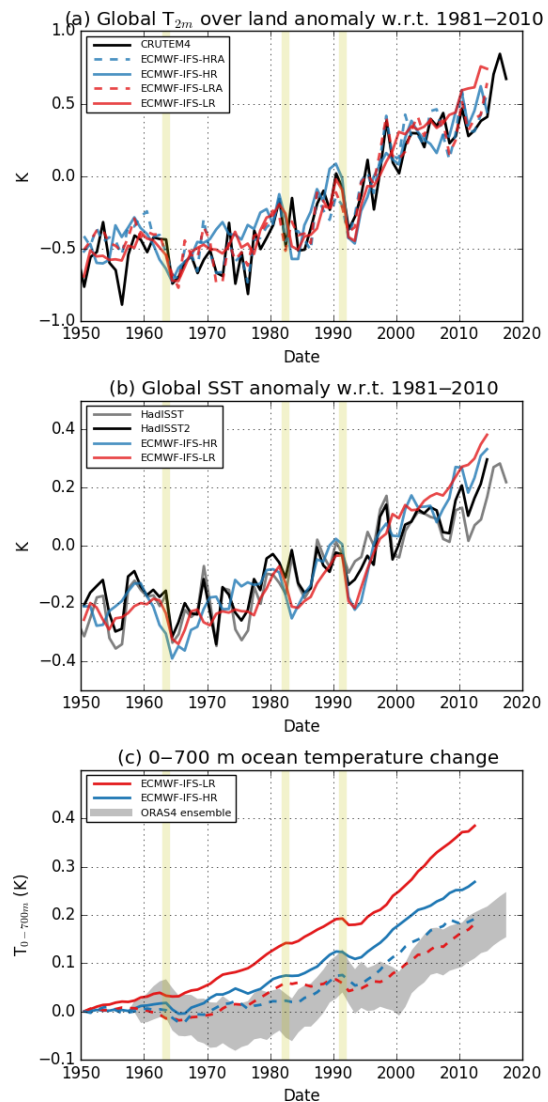 (a) Global T2m over land anomaly w.r.t. 1981–2010
1.0
CRUTEM4
ECMWF-IFS-HRA
ECMWF-IFS-HR
ECMWF-IFS-LRA
ECMWF-IFS-LR
0.5
0.0
K
−0.5
−1.0
1950 1960 1970 1980 1990 2000 2010 2020
Date
(b) Global SST anomaly w.r.t. 1981–2010
HadISST
HadISST2
ECMWF-IFS-HR
ECMWF-IFS-LR
0.4
0.2
0.0
K
−0.2
−0.4
1950 1960 1970 1980 1990 2000 2010 2020
Date
(c) 0–700 m ocean temperature change
ECMWF-IFS-LR
ECMWF-IFS-HR
ORAS4 ensemble
0.4
0.3
0.2
T0−700m (K)
0.1
0.0
−0.1
1950 1960 1970 1980 1990 2000 2010 2020
Date